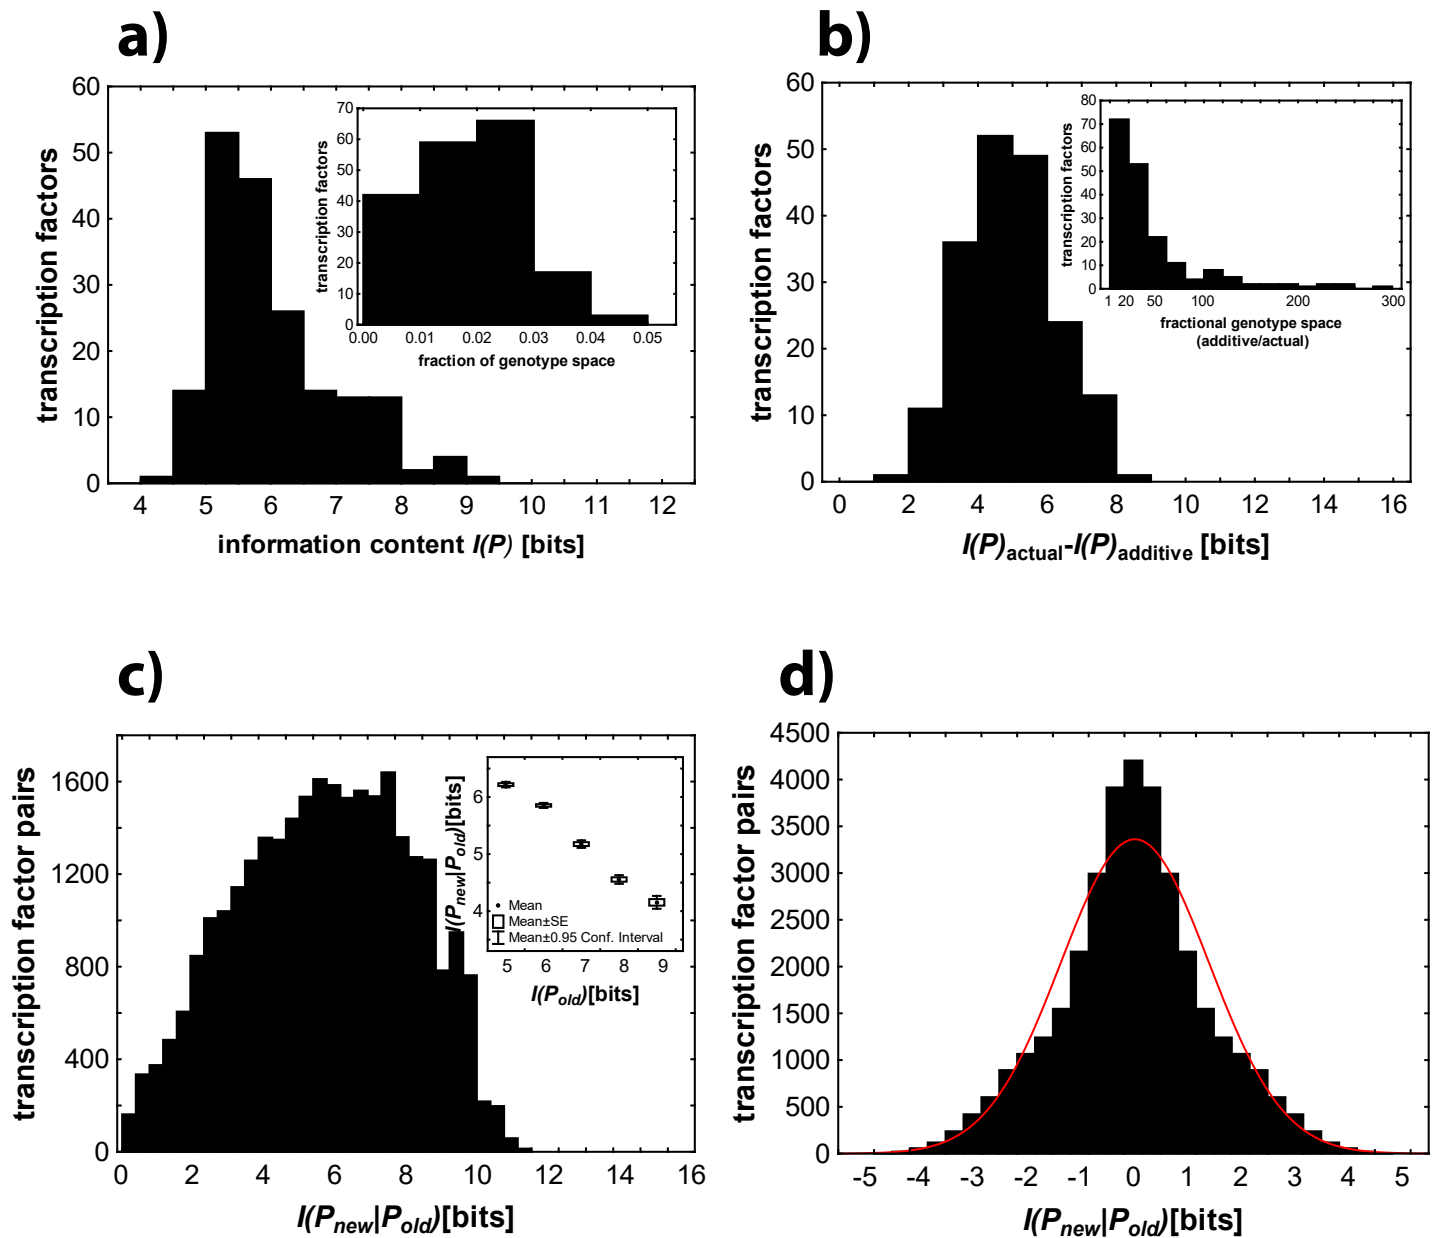 a)
60
50
40
30
20
10
0
transcription factors
4 5 6 7 8 9 10 11 12
information content I(P) [bits]
70
60
50
40
30
20
10
0
transcription factors
0.00 0.01 0.02 0.03 0.04 0.05
fraction of genotype space
b)
60
50
40
30
20
10
0
transcription factors
0 2 4 6 8 10 12 14 16
I(P)actual-I(P)additive [bits]
80
70
60
50
40
30
20
10
0
transcription factors
1 20 50 100 200 300
fractional genotype space
(additive/actual)
c)
1600
1200
800
400
0
transcription factor pairs
0 2 4 6 8 10 12 14 16
I(Pnew|Pold)[bits]
6
5
4
I(Pnew|Pold)[bits]
Mean
Mean±SE
Mean±0.95 Conf. Interval
5 6 7 8 9
I(Pold)[bits]
d)
4500
4000
3500
3000
2500
2000
1500
1000
500
0
transcription factor pairs
-5 -4 -3 -2 -1 0 1 2 3 4 5
I(Pnew|Pold)[bits]